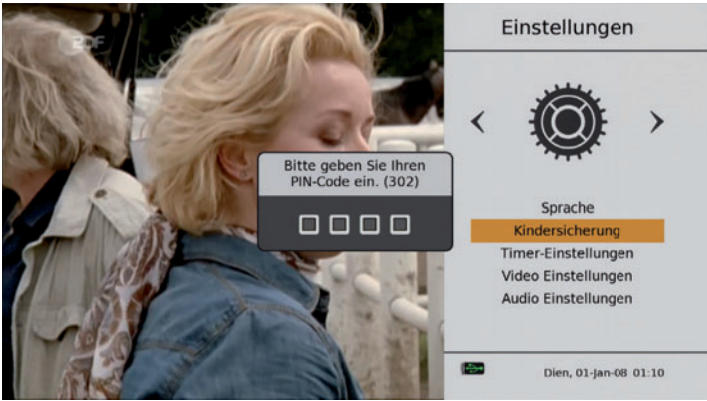 ZDF
Einstellungen
Bitte geben Sie Ihren
PIN-Code ein. (302)
Sprache
Kindersicherung
Timer-Einstellungen
Video Einstellungen
Audio Einstellungen
Dien, 01-Jan-08 01:10